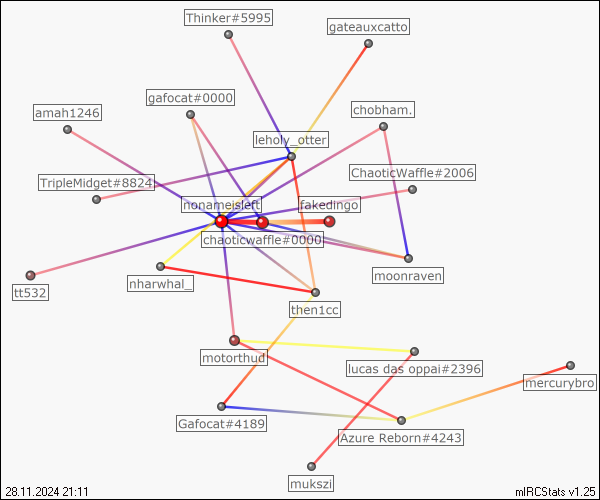 Thinker#5995
gateauxcatto
gafocat#0000
chobham.
amah1246
leholy_otter
ChaoticWaffle#2006
TripleMidget#8824
nonameisleft
fakedingo
chaoticwaffle#0000
moonraven
tt532
nharwhal_
then1cc
motorthud
lucas das oppai#2396
mercurybro
Gafocat#4189
Azure Reborn#4243
mukszi
28.11.2024 21:11
mIRCStats v1.25